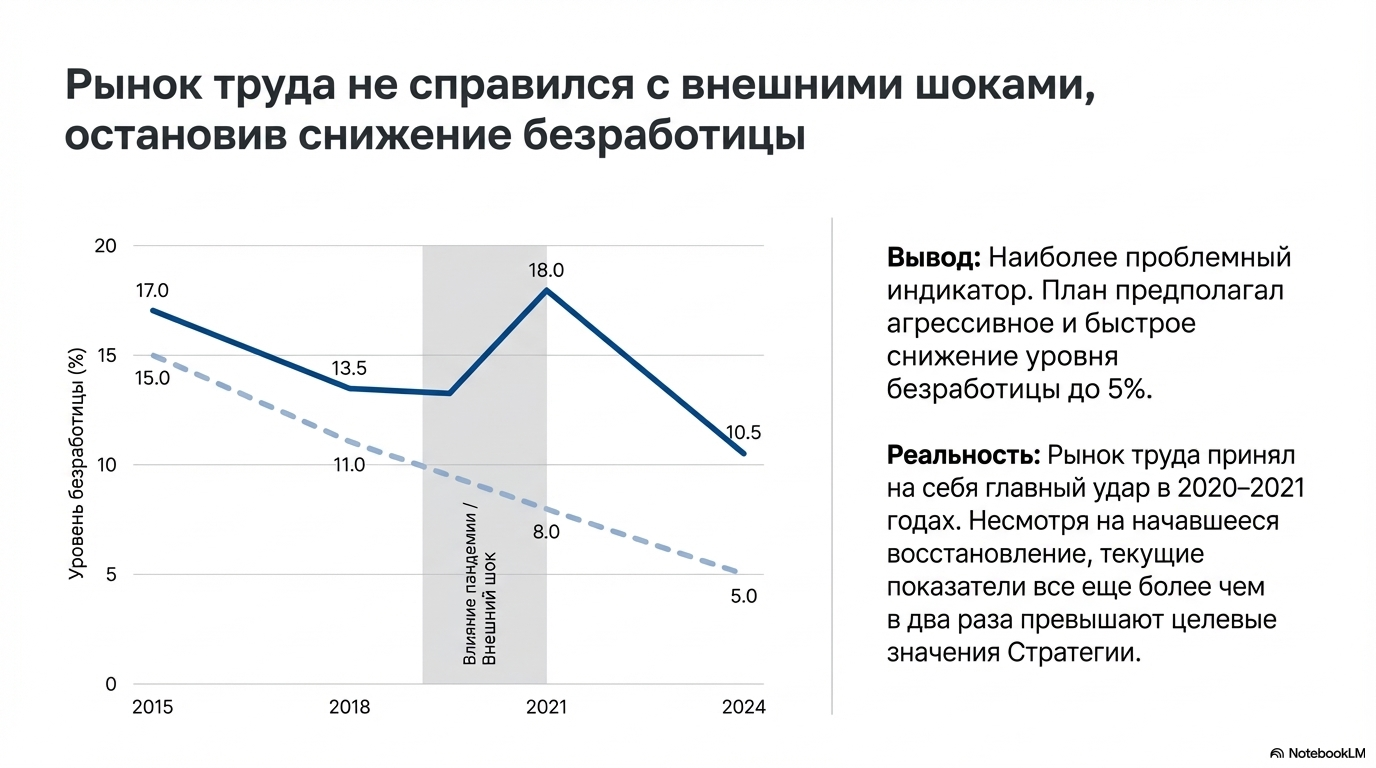 Рынок труда не справился с внешними шоками,
остановив снижение безработицы
Уровень безработицы (%)
20
15
10
5
0
17.0
13.5
18.0
10.5
15.0
11.0
8.0
5.0
Влияние пандемии /
Внешний шок
2015
2018
2021
2024
Вывод: Наиболее проблемный
индикатор. План предполагал
агрессивное и быстрое
снижение уровня
безработицы до 5%.
Реальность: Рынок труда принял
на себя главный удар в 2020–2021
годах. Несмотря на начавшееся
восстановление, текущие
показатели все еще более чем
в два раза превышают целевые
значения Стратегии.
NotebookLM